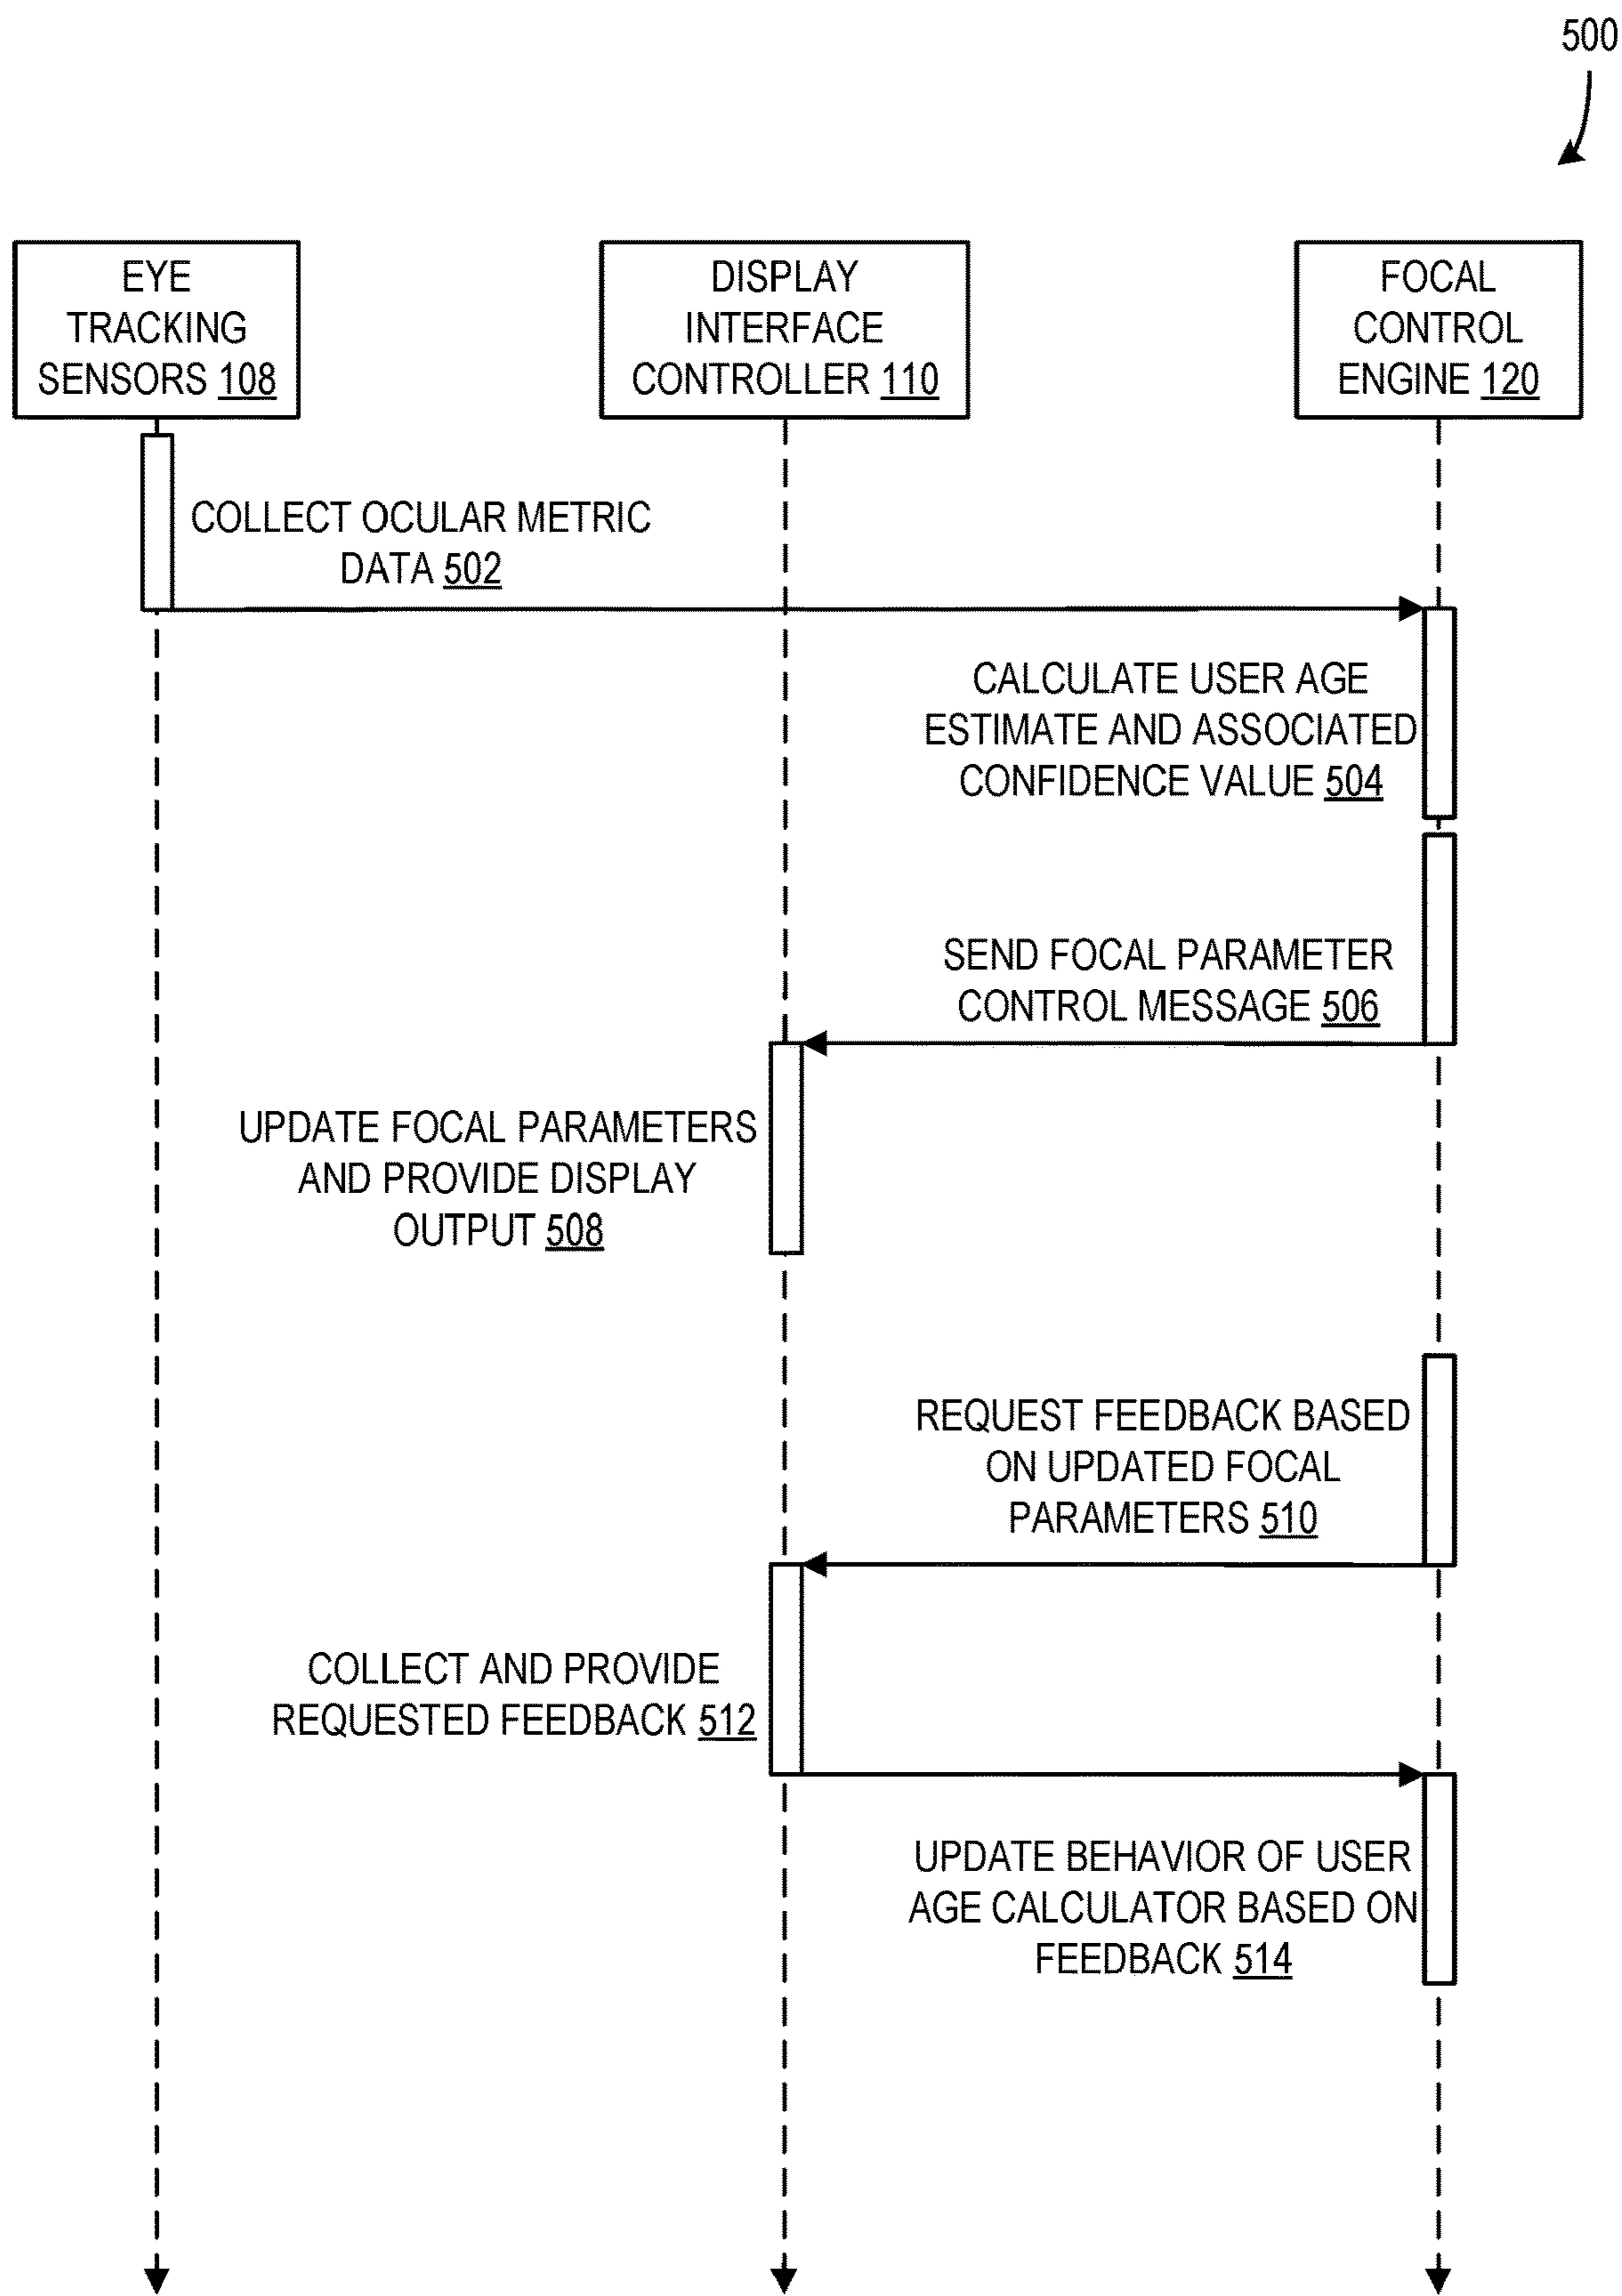 500
EYE
TRACKING
SENSORS 108
DISPLAY
INTERFACE
CONTROLLER 110
FOCAL
CONTROL
ENGINE 120
COLLECT OCULAR METRIC
DATA 502
CALCULATE USER AGE
ESTIMATE AND ASSOCIATED
CONFIDENCE VALUE 504
SEND FOCAL PARAMETER
CONTROL MESSAGE 506
UPDATE FOCAL PARAMETERS
AND PROVIDE DISPLAY
OUTPUT 508
REQUEST FEEDBACK BASED
ON UPDATED FOCAL
PARAMETERS 510
COLLECT AND PROVIDE
REQUESTED FEEDBACK 512
UPDATE BEHAVIOR OF USER
AGE CALCULATOR BASED ON
FEEDBACK 514